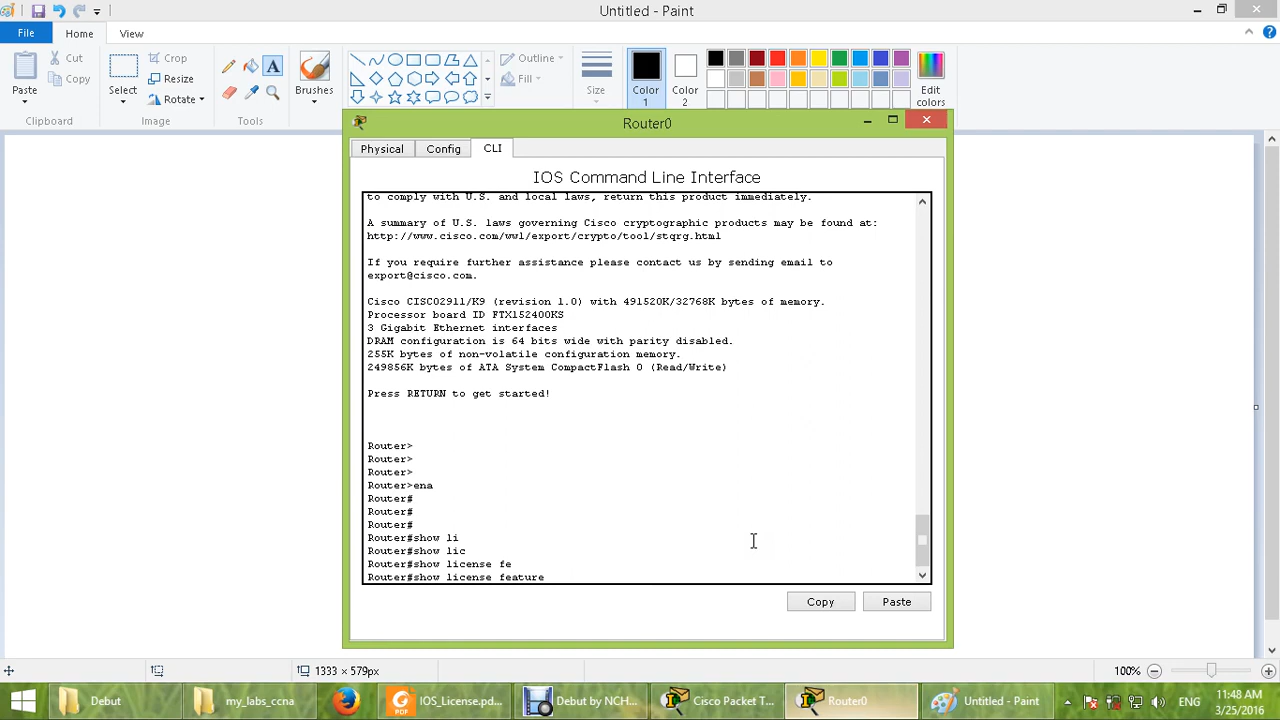 Untitled - Paint
File
Home
View
Paste
Cut
Copy
Clipboard
Select
Crop
Resize
Rotate
Image
Tools
Brushes
Outline
Fill
Size
Color 1
Color 2
Edit colors
Router0
Physical
Config
CLI
IOS Command Line Interface
to comply with U.S. and local laws, return this product immediately.
A summary of U.S. laws governing Cisco cryptographic products may be found at:
http://www.cisco.com/wwl/export/crypto/tool/stqrg.html
If you require further assistance please contact us by sending email to
export@cisco.com.
Cisco CISCO2911/K9 (revision 1.0) with 491520K/32768K bytes of memory.
Processor board ID FTX152400KS
3 Gigabit Ethernet interfaces
DRAM configuration is 64 bits wide with parity disabled.
255K bytes of non-volatile configuration memory.
249856K bytes of ATA System CompactFlash 0 (Read/Write)
Press RETURN to get started!
Router>
Router>
Router>
Router>ena
Router#
Router#
Router#
Router#show li
Router#show lic
Router#show license fe
Router#show license feature
Copy
Paste
1333 × 579px
100%
Debut
my_labs_ccna
IOS_License.pd...
Debut by NCH...
Cisco Packet T...
Router0
Untitled - Paint
ENG
11:48 AM
3/25/2016